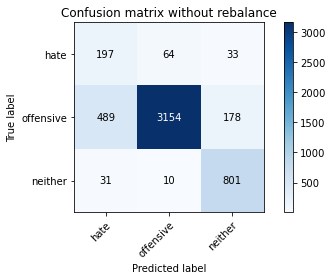 Confusion matrix without rebalance
True label
hate
offensive
neither
197 64 33
489 3154 178
31 10 801
hate
offensive
neither
Predicted label
3000
2500
2000
1500
1000
500